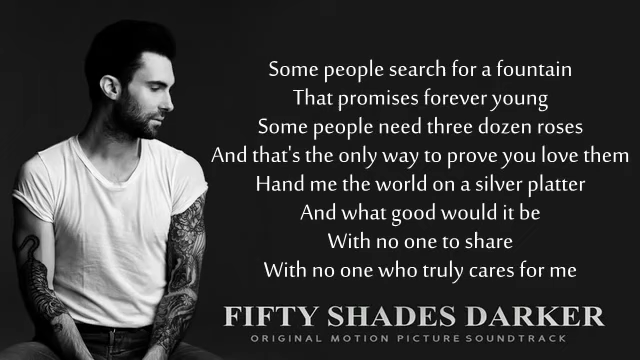 Some people search for a fountain
That promises forever young
Some people need three dozen roses
And that's the only way to prove you love them
Hand me the world on a silver platter
And what good would it be
With no one to share
With no one who truly cares for me
FIFTY SHADES DARKER
ORIGINAL MOTION PICTURE SOUNDTRACK